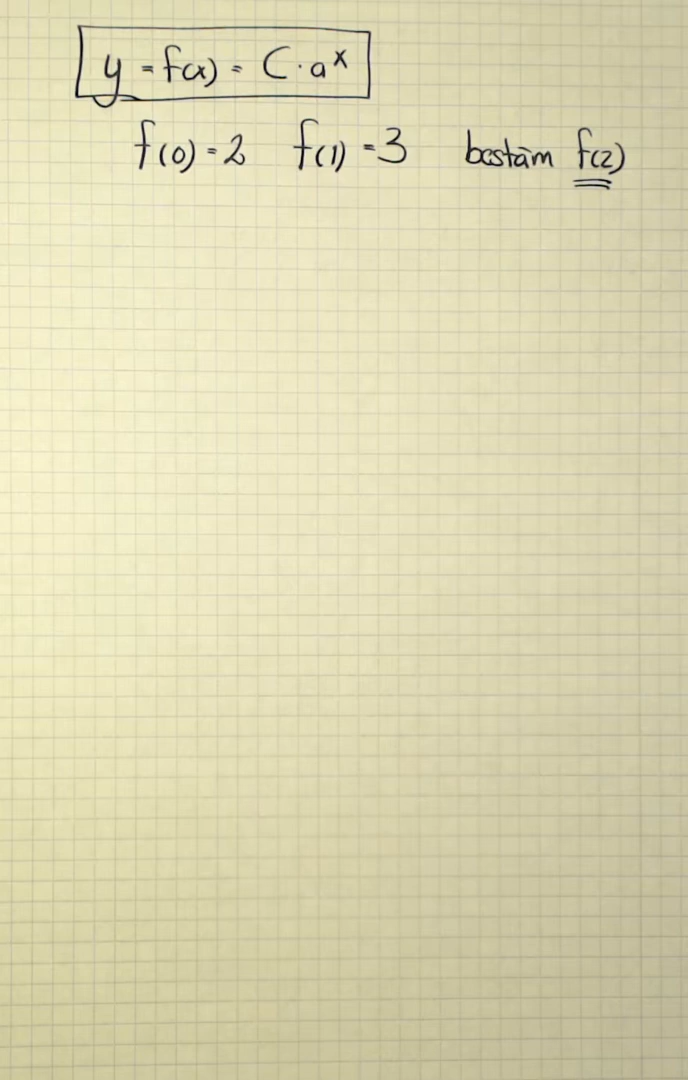 y = f(x) = C · a^x
f(0) = 2 f(1) = 3 bestäm f(2)